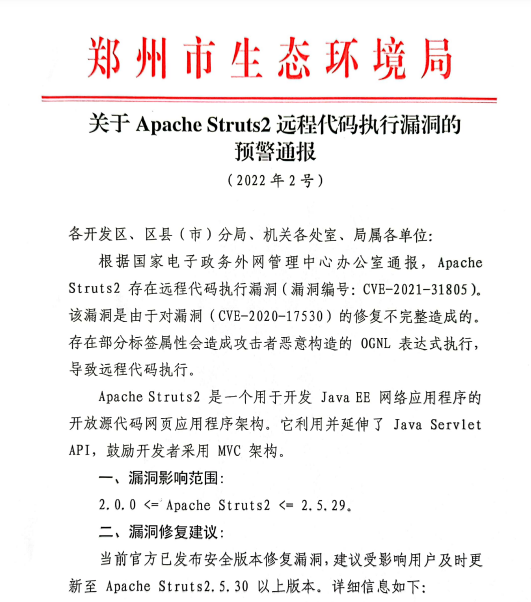 郑州市生态环境局
关于 Apache Struts2 远程代码执行漏洞的
预警通报
（2022 年 2 号）
各开发区、区县（市）分局、机关各处室、局属各单位：
根据国家电子政务外网管理中心办公室通报，Apache
Struts2 存在远程代码执行漏洞（漏洞编号：CVE-2021-31805）。
该漏洞是由于对漏洞（CVE-2020-17530）的修复不完整造成的。
存在部分标签属性会造成攻击者恶意构造的 OGNL 表达式执行，
导致远程代码执行。
Apache Struts2 是一个用于开发 Java EE 网络应用程序的
开放源代码网页应用程序架构。它利用并延伸了 Java Servlet
API，鼓励开发者采用 MVC 架构。
一、漏洞影响范围：
2.0.0 <= Apache Struts2 <= 2.5.29。
二、漏洞修复建议：
当前官方已发布安全版本修复漏洞，建议受影响用户及时更
新至 Apache Struts2.5.30 以上版本。详细信息如下：